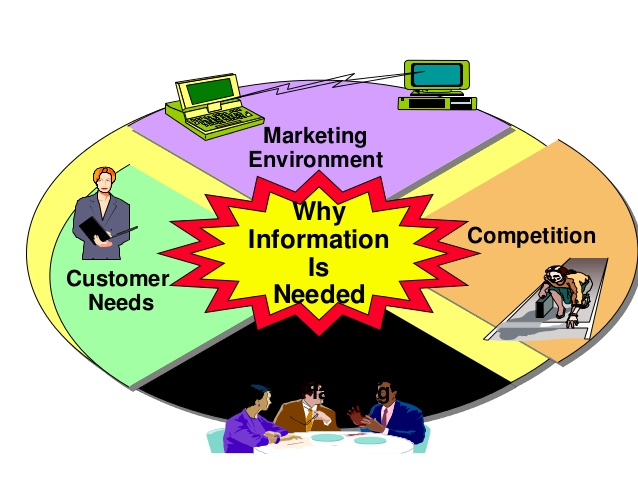 Marketing
Environment
Why
Information
Is
Needed
Competition
Customer
Needs